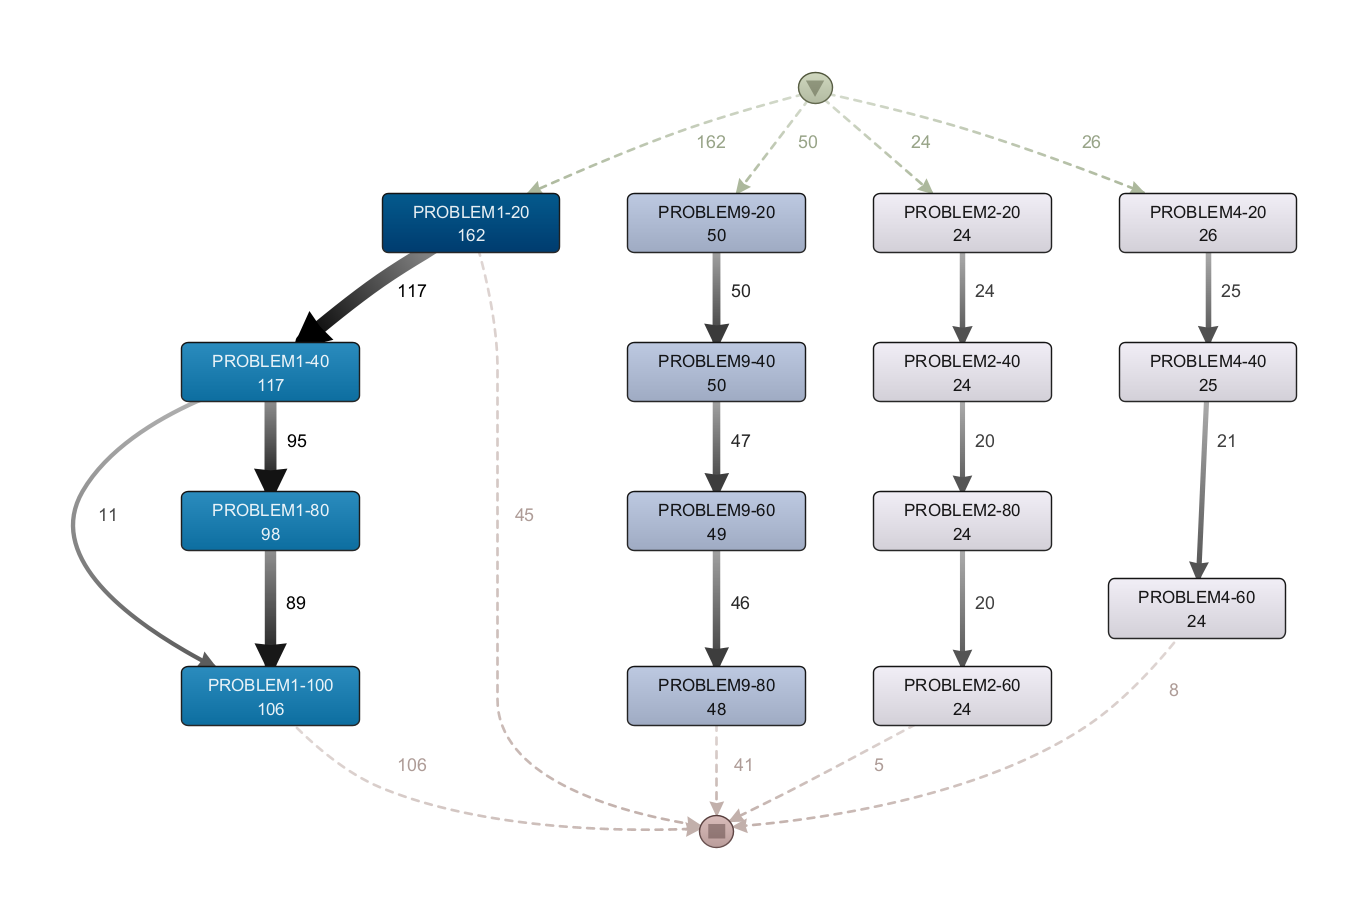 162
50
24
26
PROBLEM1-20
162
PROBLEM9-20
50
PROBLEM2-20
24
PROBLEM4-20
26
117
50
24
25
PROBLEM1-40
117
PROBLEM9-40
50
PROBLEM2-40
24
PROBLEM4-40
25
95
47
20
21
11
PROBLEM1-80
98
45
PROBLEM9-60
49
PROBLEM2-80
24
89
46
20
PROBLEM4-60
24
PROBLEM1-100
106
PROBLEM9-80
48
PROBLEM2-60
24
8
106
41
5